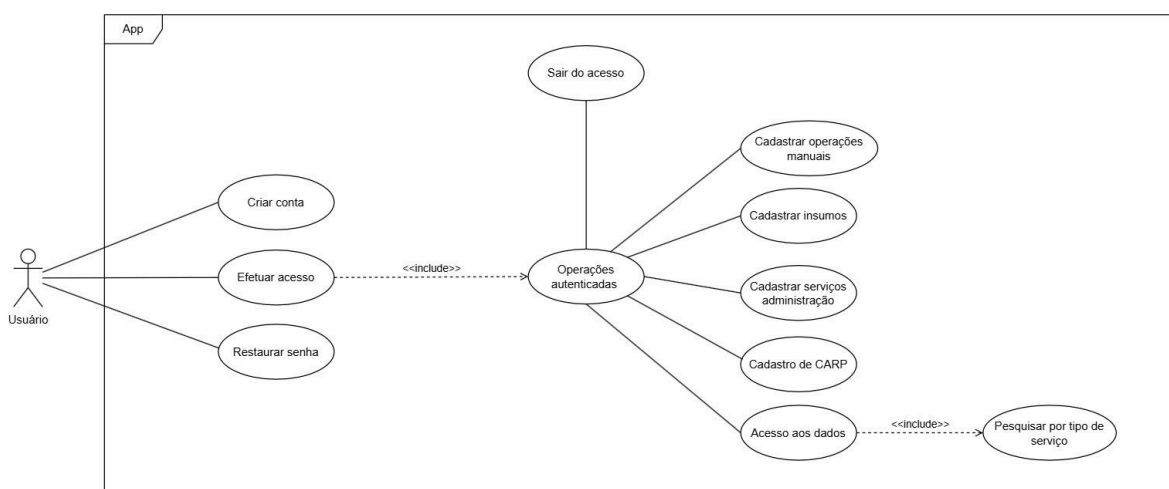 App
Sair do acesso
Cadastrar operações
manuais
Criar conta
Cadastrar insumos
Efetuar acesso
<<include>>
Operações
autenticadas
Cadastrar serviços
administração
Usuário
Restaurar senha
Cadastro de CARP
Acesso aos dados
<<include>>
Pesquisar por tipo de
serviço